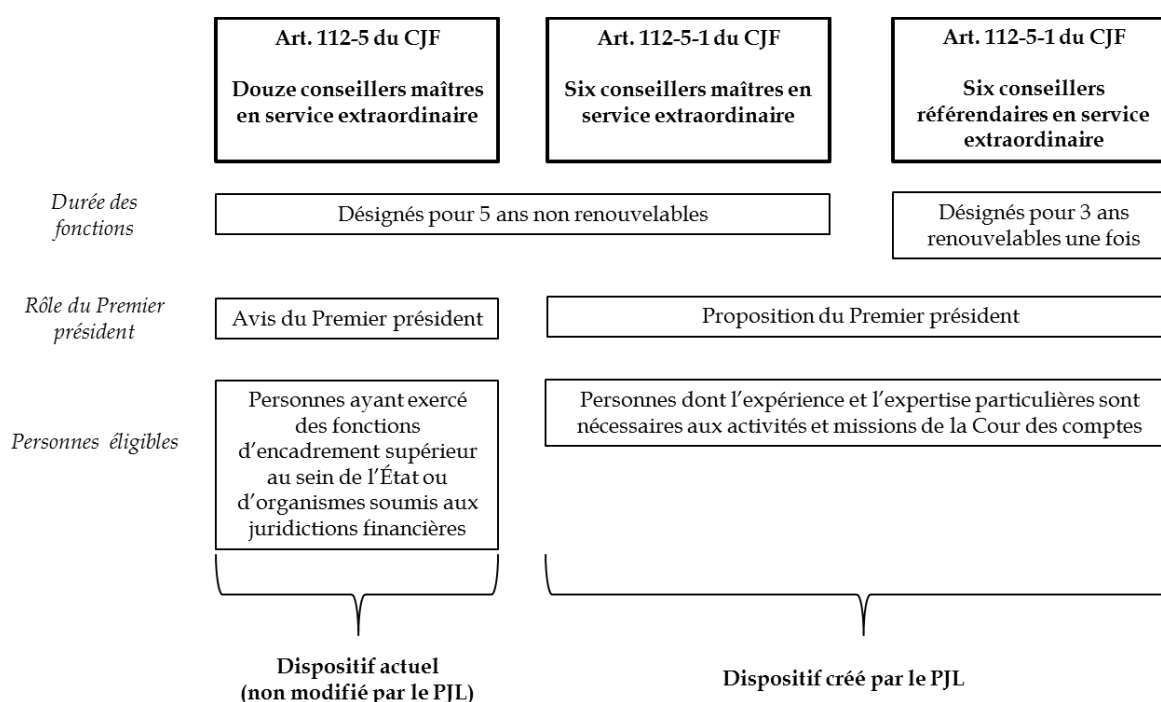 Art. 112-5 du CJF
Douze conseillers maîtres
en service extraordinaire
Art. 112-5-1 du CJF
Six conseillers maîtres en
service extraordinaire
Art. 112-5-1 du CJF
Six conseillers
référendaires en service
extraordinaire
Durée des
fonctions
Désignés pour 5 ans non renouvelables
Désignés pour 3 ans
renouvelables une fois
Rôle du Premier
président
Avis du Premier président
Proposition du Premier président
Personnes éligibles
Personnes ayant exercé
des fonctions
d’encadrement supérieur
au sein de l’État ou
d’organismes soumis aux
juridictions financières
Personnes dont l’expérience et l’expertise particulières sont
nécessaires aux activités et missions de la Cour des comptes
Dispositif actuel
(non modifié par le PJL)
Dispositif créé par le PJL